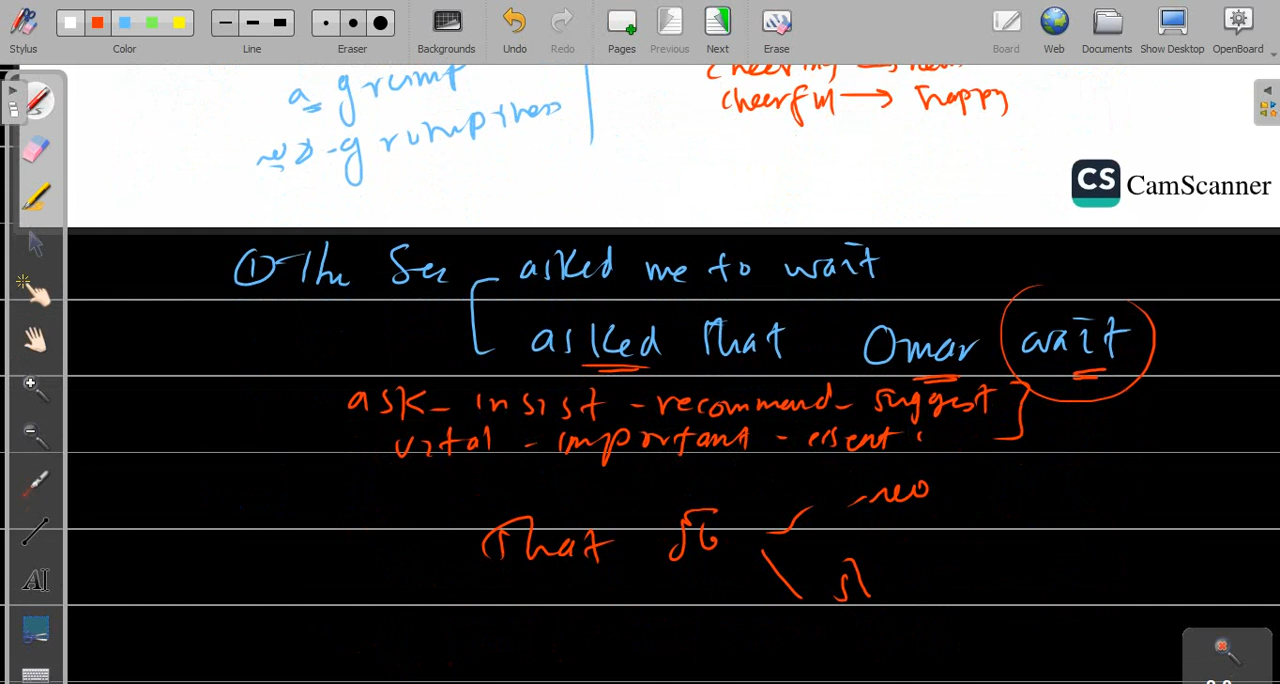 Stylus Color Line Eraser Backgrounds Undo Redo Pages Previous Next Erase Board Web Documents Show Desktop OpenBoard
a grump
grumpiness
cheerful → happy
CS CamScanner
① The Sec asked me to wait
asked that Omar wait
ask - insist - recommend - suggest
vital - important - essent
That